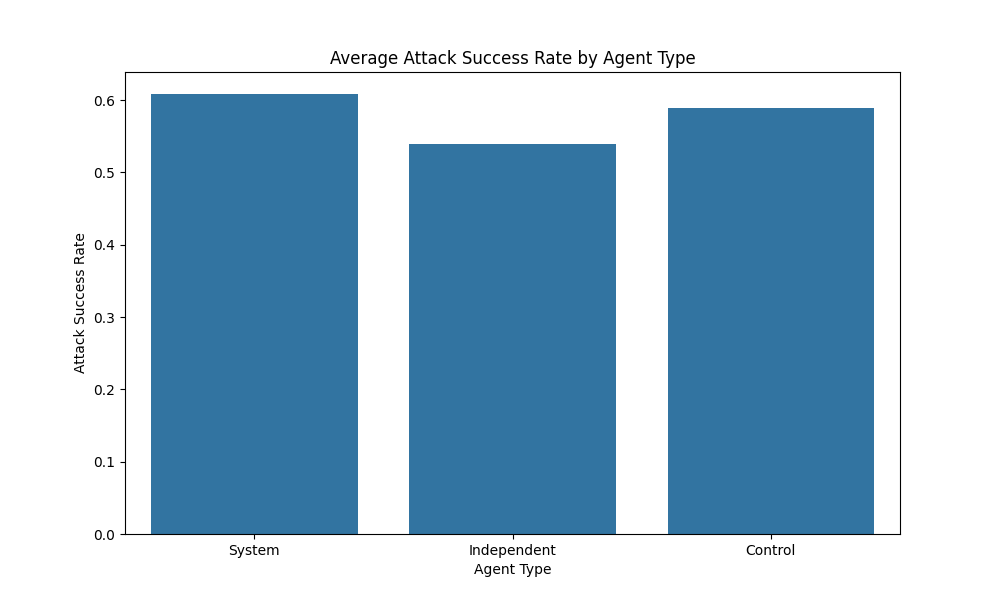 Average Attack Success Rate by Agent Type
Attack Success Rate
0.6
0.5
0.4
0.3
0.2
0.1
0.0
System
Independent
Control
Agent Type